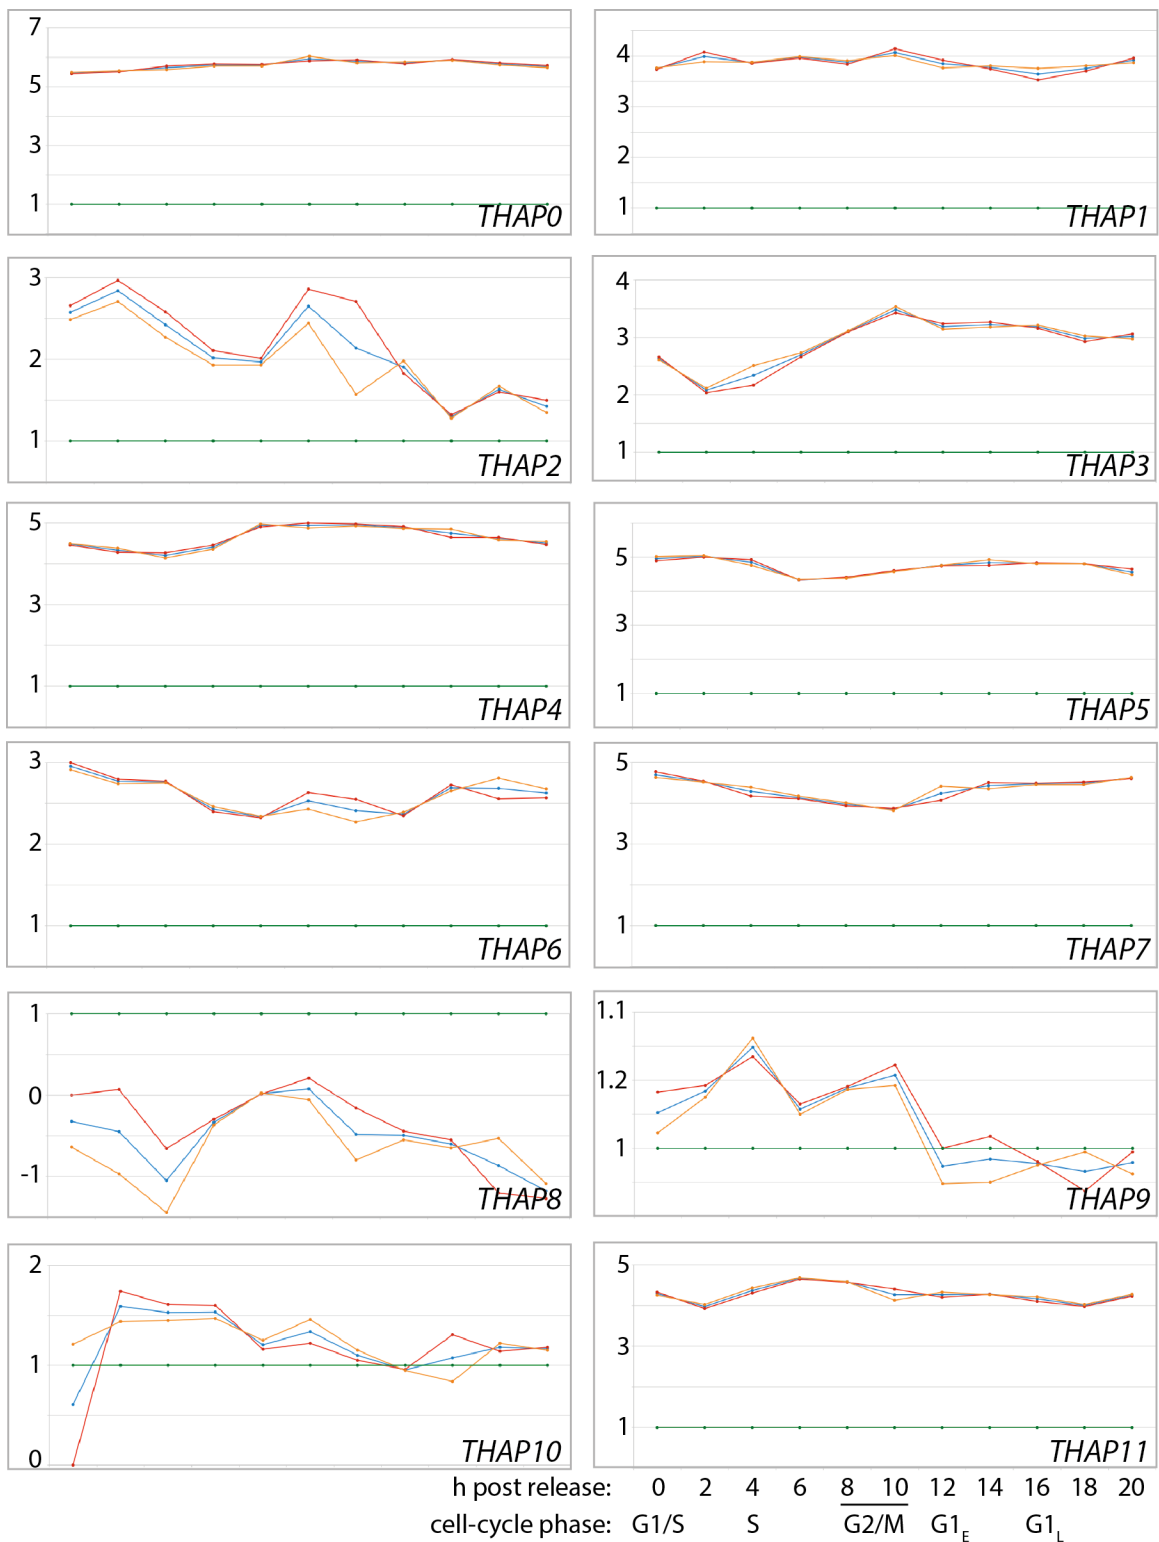 7
5
3
1
THAP0
4
3
2
1
THAP1
3
2
1
THAP2
4
3
2
1
THAP3
5
3
1
THAP4
5
3
1
THAP5
3
2
1
THAP6
5
3
1
THAP7
1
0
-1
THAP8
1.1
1.2
1
THAP9
2
1
0
THAP10
5
3
1
THAP11
h post release: 0 2 4 6 8 10 12 14 16 18 20
cell-cycle phase: G1/S S G2/M G1E G1L